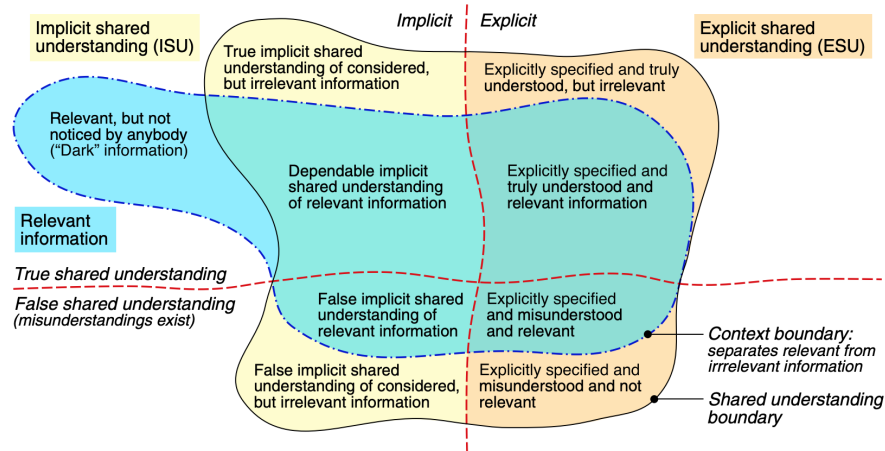 Implicit shared
understanding (ISU)
Implicit
Explicit
Explicit shared
understanding (ESU)
True implicit shared
understanding of considered,
but irrelevant information
Explicitly specified and truly
understood, but irrelevant
Relevant, but not
noticed by anybody
(“Dark” information)
Dependable implicit
shared understanding
of relevant information
Explicitly specified and
truly understood and
relevant information
Relevant
information
True shared understanding
False shared understanding
(misunderstandings exist)
False implicit shared
understanding of
relevant information
Explicitly specified
and misunderstood
and relevant
Context boundary:
separates relevant from
irrrelevant information
False implicit shared
understanding of considered,
but irrelevant information
Explicitly specified and
misunderstood and not
relevant
Shared understanding
boundary